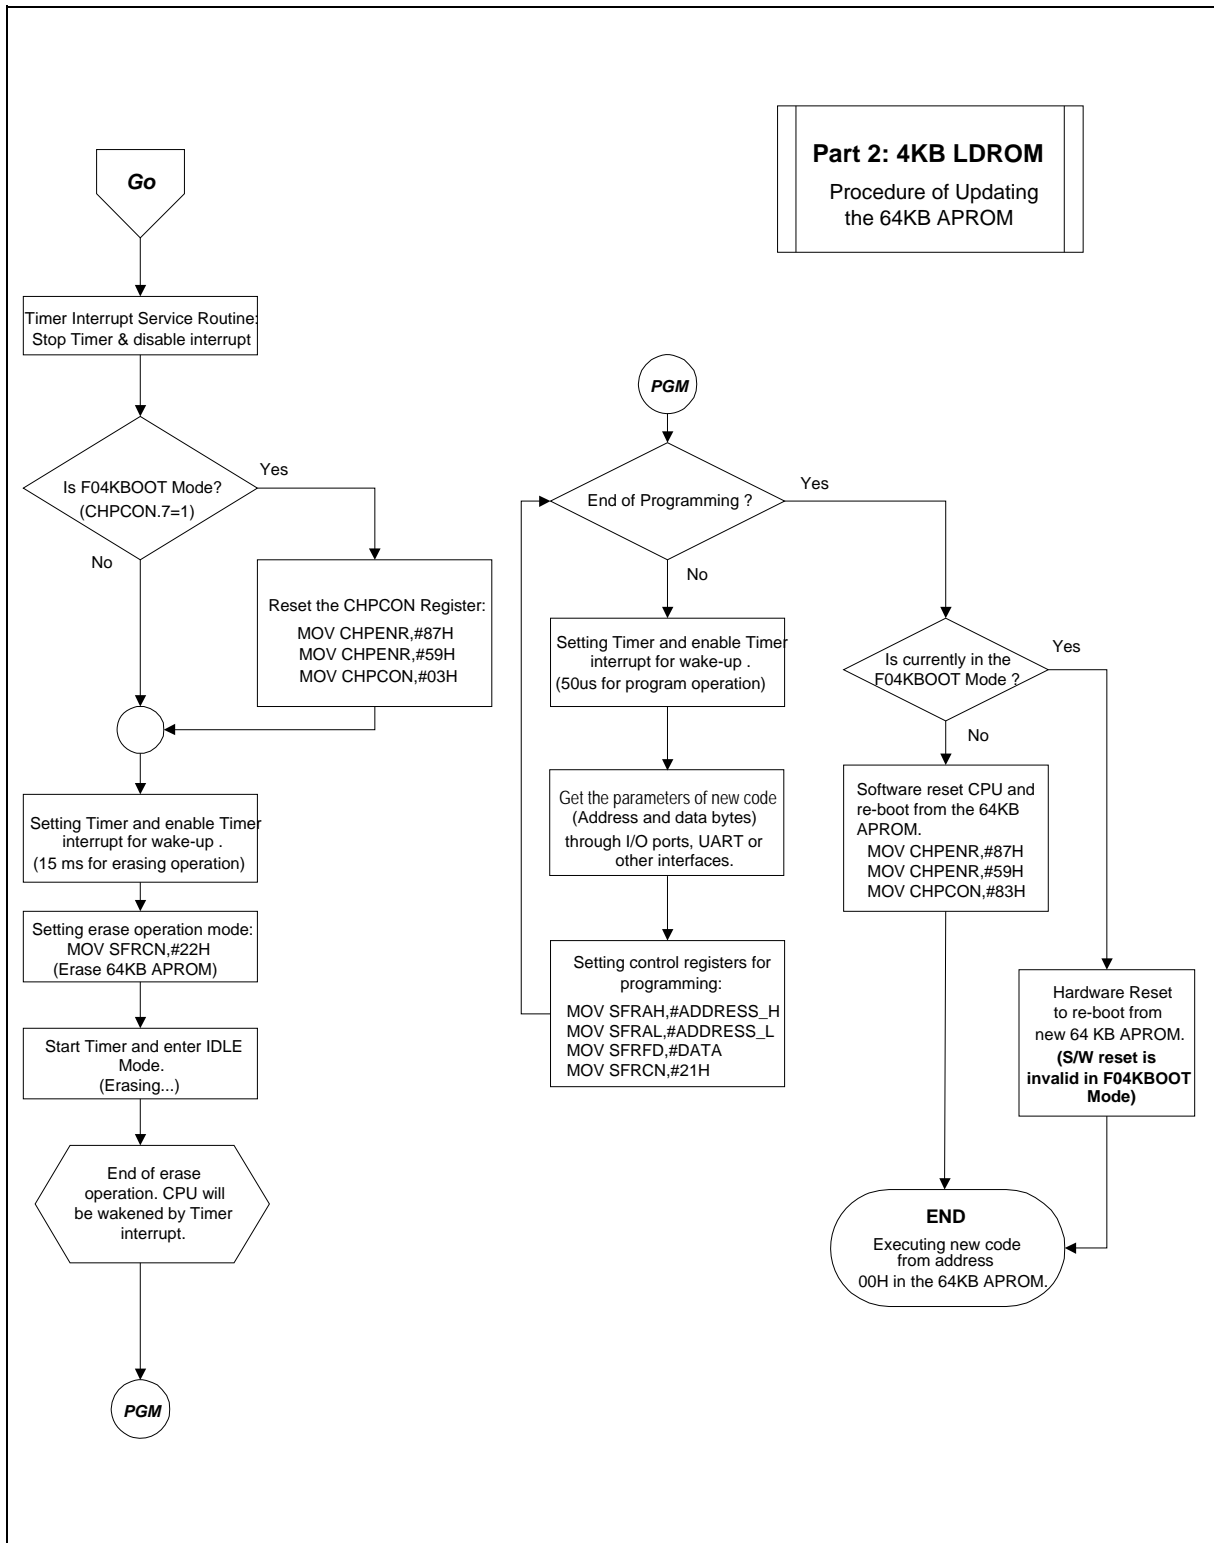 Part 2: 4KB LDROM
Procedure of Updating
the 64KB APROM
Go
Timer Interrupt Service Routine:
Stop Timer & disable interrupt
Is F04KBOOT Mode?
(CHPCON.7=1)
Yes
No
Reset the CHPCON Register:
MOV CHPENR,#87H
MOV CHPENR,#59H
MOV CHPCON,#03H
Setting Timer and enable Timer
interrupt for wake-up .
(15 ms for erasing operation)
Setting erase operation mode:
MOV SFRCN,#22H
(Erase 64KB APROM)
Start Timer and enter IDLE
Mode.
(Erasing...)
End of erase
operation. CPU will
be wakened by Timer
interrupt.
PGM
PGM
End of Programming ?
Yes
No
Setting Timer and enable Timer
interrupt for wake-up .
(50us for program operation)
Get the parameters of new code
(Address and data bytes)
through I/O ports, UART or
other interfaces.
Setting control registers for
programming:
MOV SFRAH,#ADDRESS_H
MOV SFRAL,#ADDRESS_L
MOV SFRFD,#DATA
MOV SFRCN,#21H
Is currently in the
F04KBOOT Mode ?
Yes
No
Software reset CPU and
re-boot from the 64KB
APROM.
MOV CHPENR,#87H
MOV CHPENR,#59H
MOV CHPCON,#83H
Hardware Reset
to re-boot from
new 64 KB APROM.
(S/W reset is
invalid in F04KBOOT
Mode)
END
Executing new code
from address
00H in the 64KB APROM.